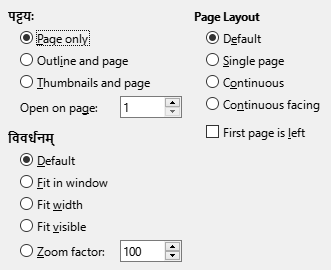 पट्टयः
Page only
Outline and page
Thumbnails and page
Open on page: 1
विवर्धनम्
Default
Fit in window
Fit width
Fit visible
Zoom factor: 100
Page Layout
Default
Single page
Continuous
Continuous facing
First page is left